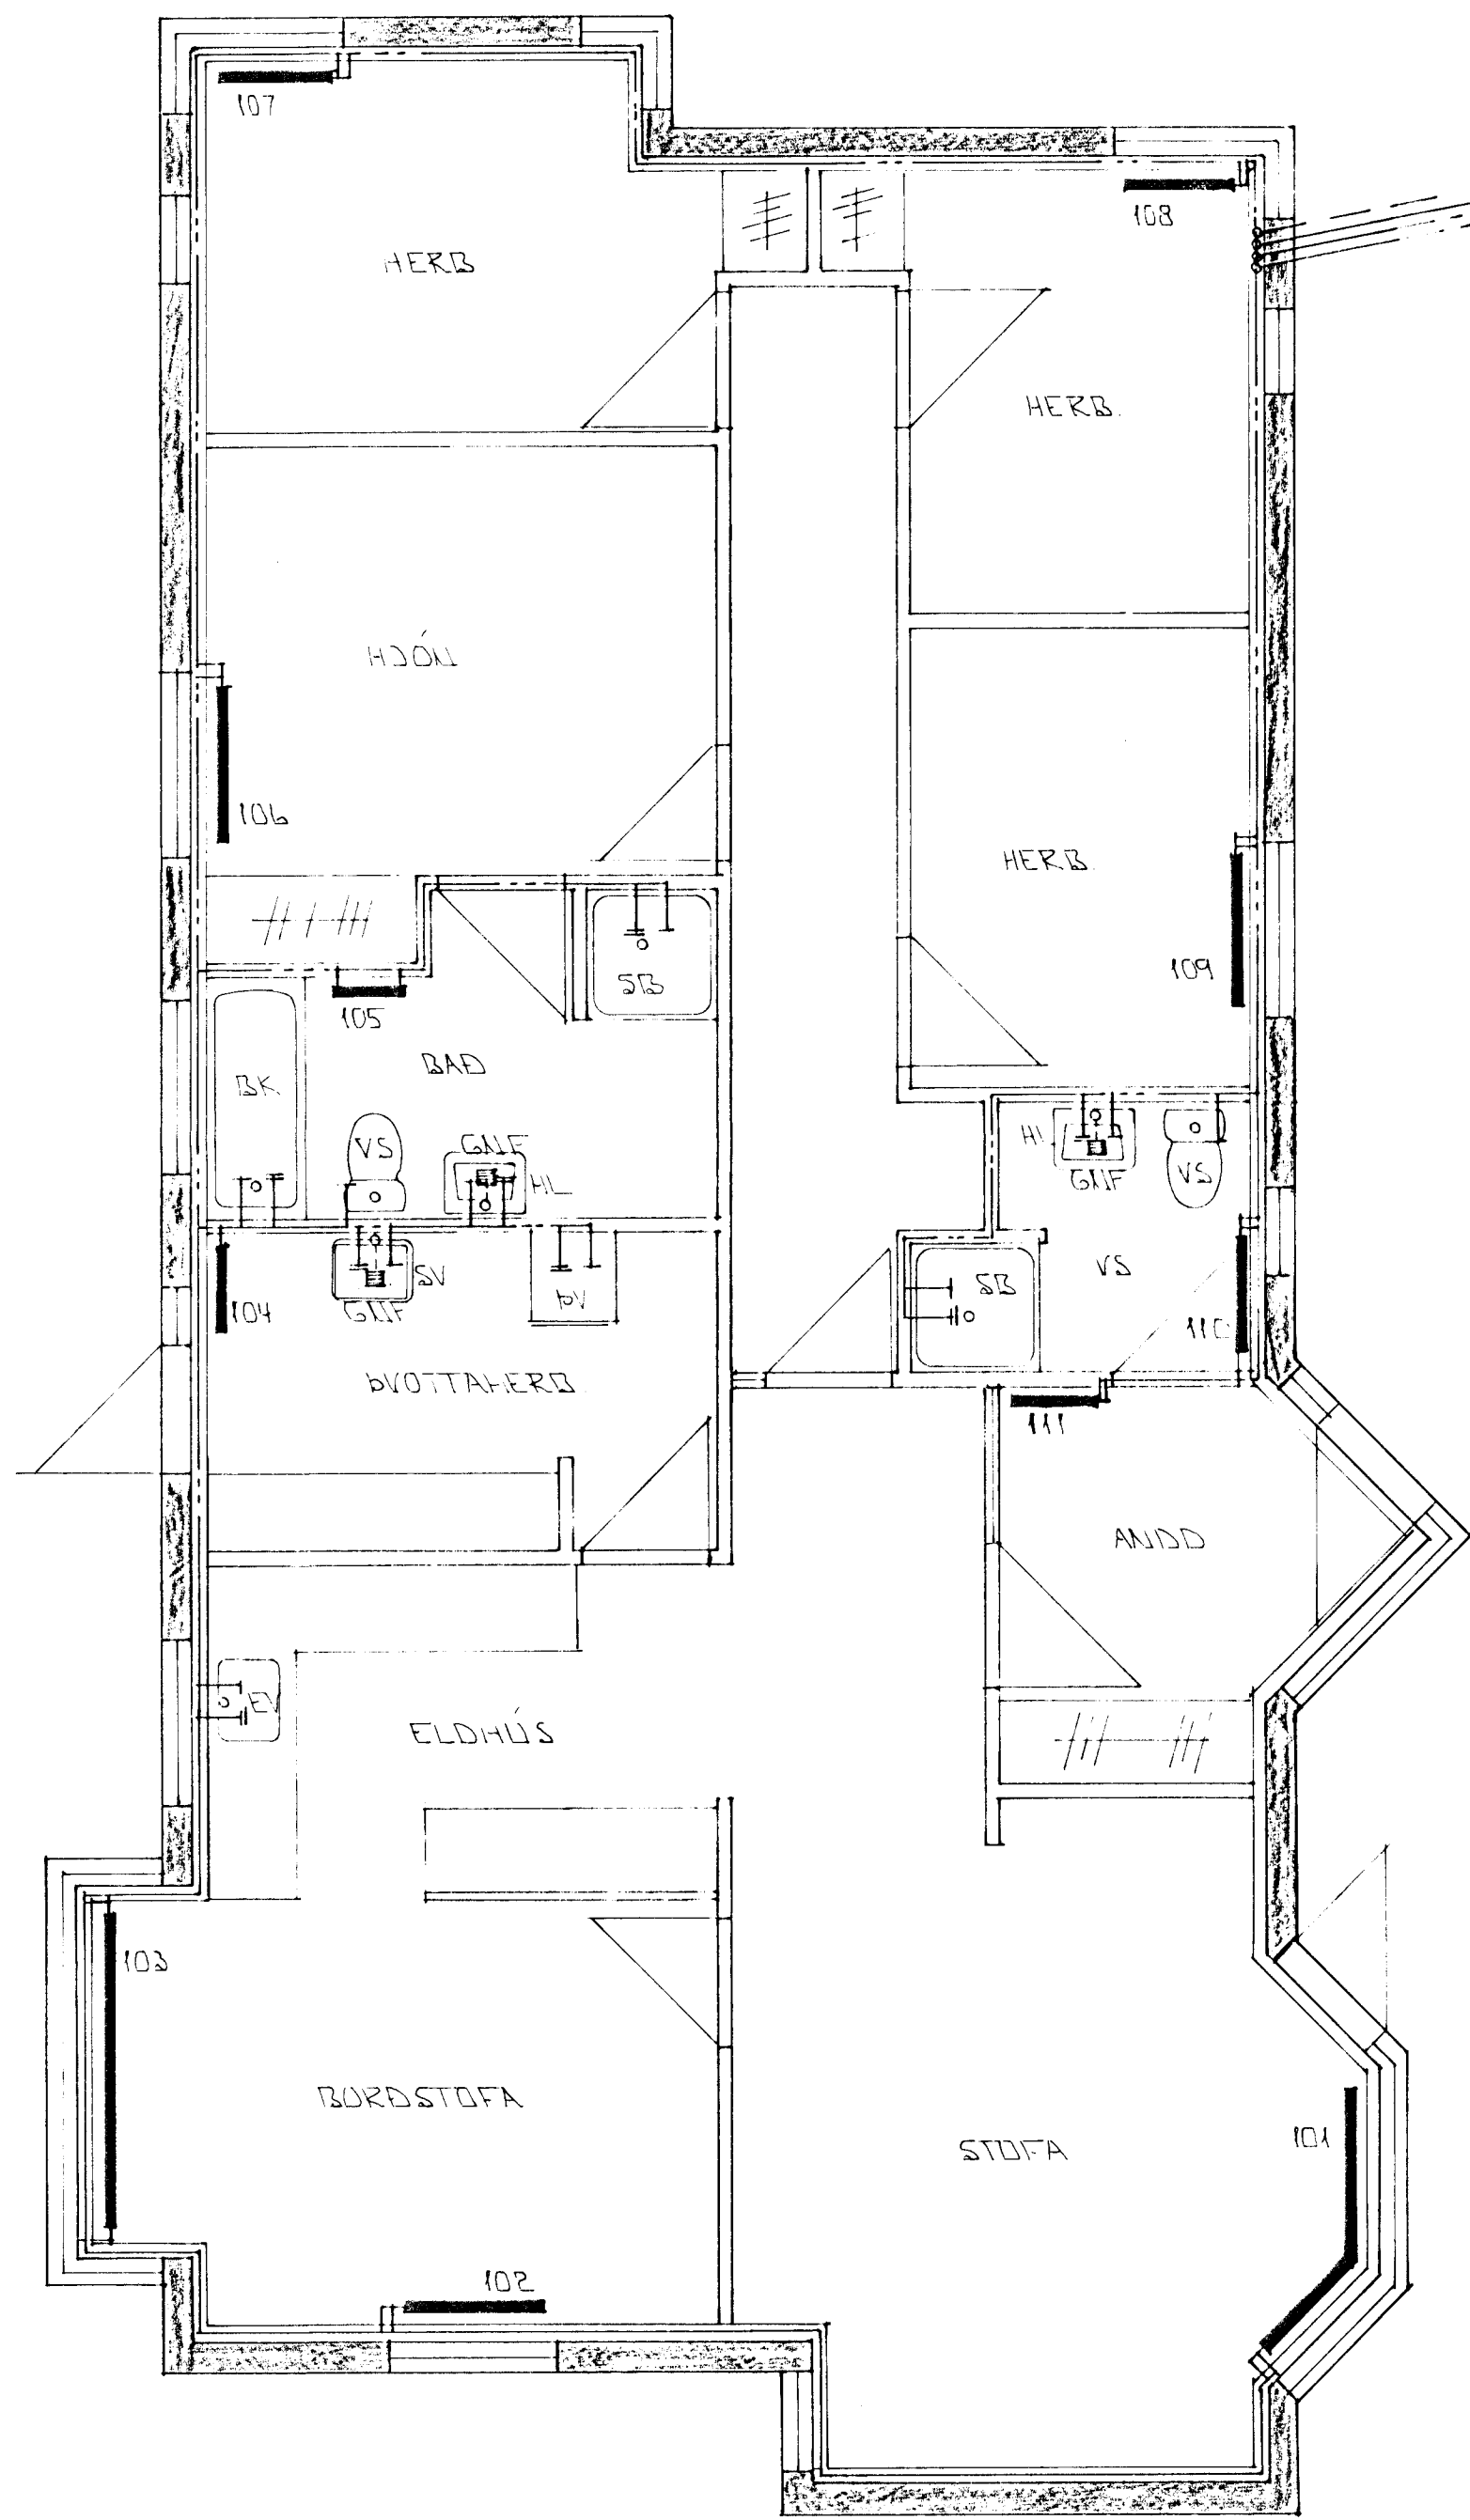 107
108
HERB
HERB.
HJÓN
106
HERB.
109
SB
105
BAÐ
BK
VS
GNF
HL
HL
GNF
VS
SV
GNF
ÞV
104
SB
VS
110
ÞVOTTAHERB.
111
ANDD
EV
ELDHÚS
103
BORÐSTOFA
STOFA
101
102